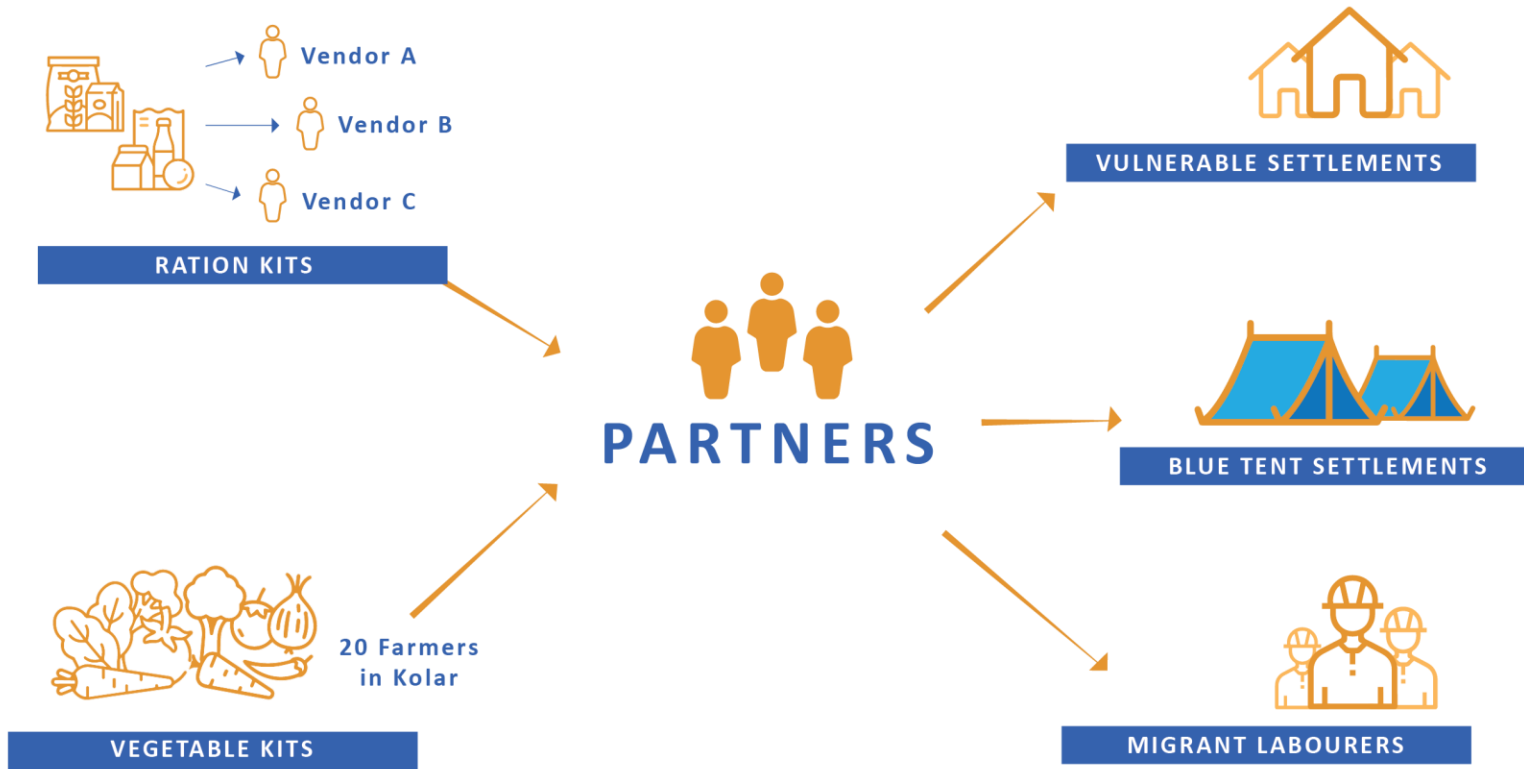 Vendor A
Vendor B
Vendor C
RATION KITS
VULNERABLE SETTLEMENTS
PARTNERS
BLUE TENT SETTLEMENTS
20 Farmers
in Kolar
VEGETABLE KITS
MIGRANT LABOURERS